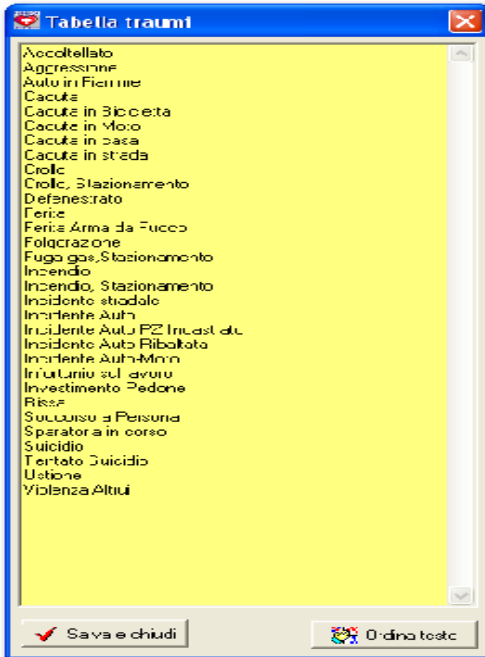 Tabella traumi
Accoltellato
Aggressione
Auto in Fiamme
Caduta
Caduta in Bicicletta
Caduta in Moto
Caduta in casa
Caduta in strada
Crollo
Crollo, Stazionamento
Defenestrato
Ferita
Ferita Arma da Fuoco
Folgorazione
Fuga gas,Stazionamento
Incendio
Incendio, Stazionamento
Incidente stradale
Incidente Auto
Incidente Auto PZ Incastrato
Incidente Auto Ribaltata
Incidente Auto-Moto
Infortunio sul lavoro
Investimento Pedone
Rissa
Soccorso a Persona
Sparatoria in corso
Suicidio
Tentato Suicidio
Ustione
Violenza Altrui
Salva e chiudi
Ordina testo